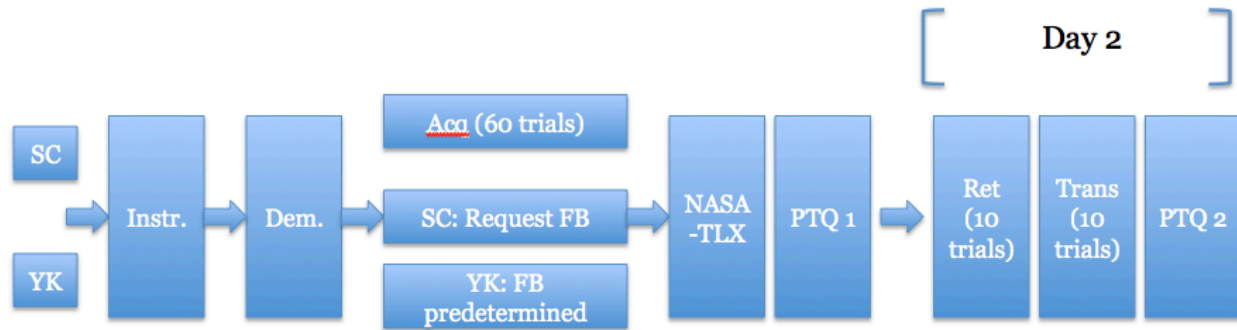 Day 2
SC
YK
Instr.
Dem.
Acq (60 trials)
SC: Request FB
YK: FB
predetermined
NASA
-TLX
PTQ 1
Ret
(10
trials)
Trans
(10
trials)
PTQ 2